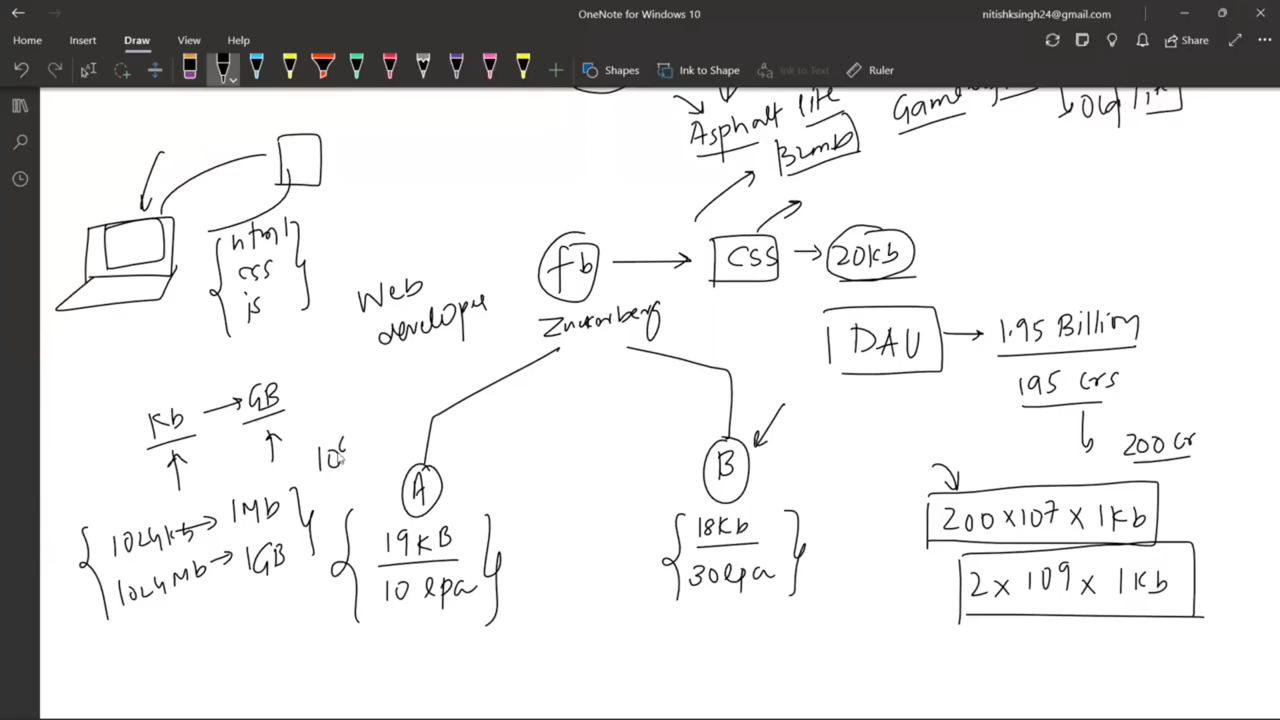 OneNote for Windows 10
nitishksingh24@gmail.com
Home Insert Draw View Help
Share
Shapes Ink to Shape Ink to Text Ruler
Asphalt lite
32mb
Old
html
css
js
Web
developer
fb → CSS → 20kb
Zuckerberg
DAU → 1.95 Billion
195 Crs
200 Cr
Kb → GB
106
1024kb → 1Mb
1024Mb → 1GB
A
19KB
10 lpa
B
18Kb
30lpa
200 × 107 × 1Kb
2 × 109 × 1Kb